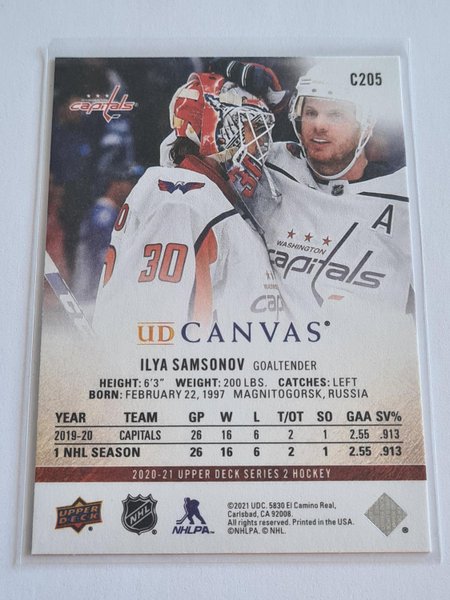 C205
capitals
30
30
A
WASHINGTON
capitals
UD CANVAS®
ILYA SAMSONOV GOALTENDER
HEIGHT: 6'3" WEIGHT: 200 LBS. CATCHES: LEFT
BORN: FEBRUARY 22, 1997 MAGNITOGORSK, RUSSIA
YEAR TEAM GP W L T/OT SO GAA SV%
2019-20 CAPITALS 26 16 6 2 1 2.55 .913
1 NHL SEASON 26 16 6 2 1 2.55 .913
2020-21 UPPER DECK SERIES 2 HOCKEY
UPPER DECK
NHL
NHLPA
©2021 UDC. 5830 El Camino Real,
Carlsbad, CA 92008.
All rights reserved. Printed in the USA.
©NHLPA. © NHL.